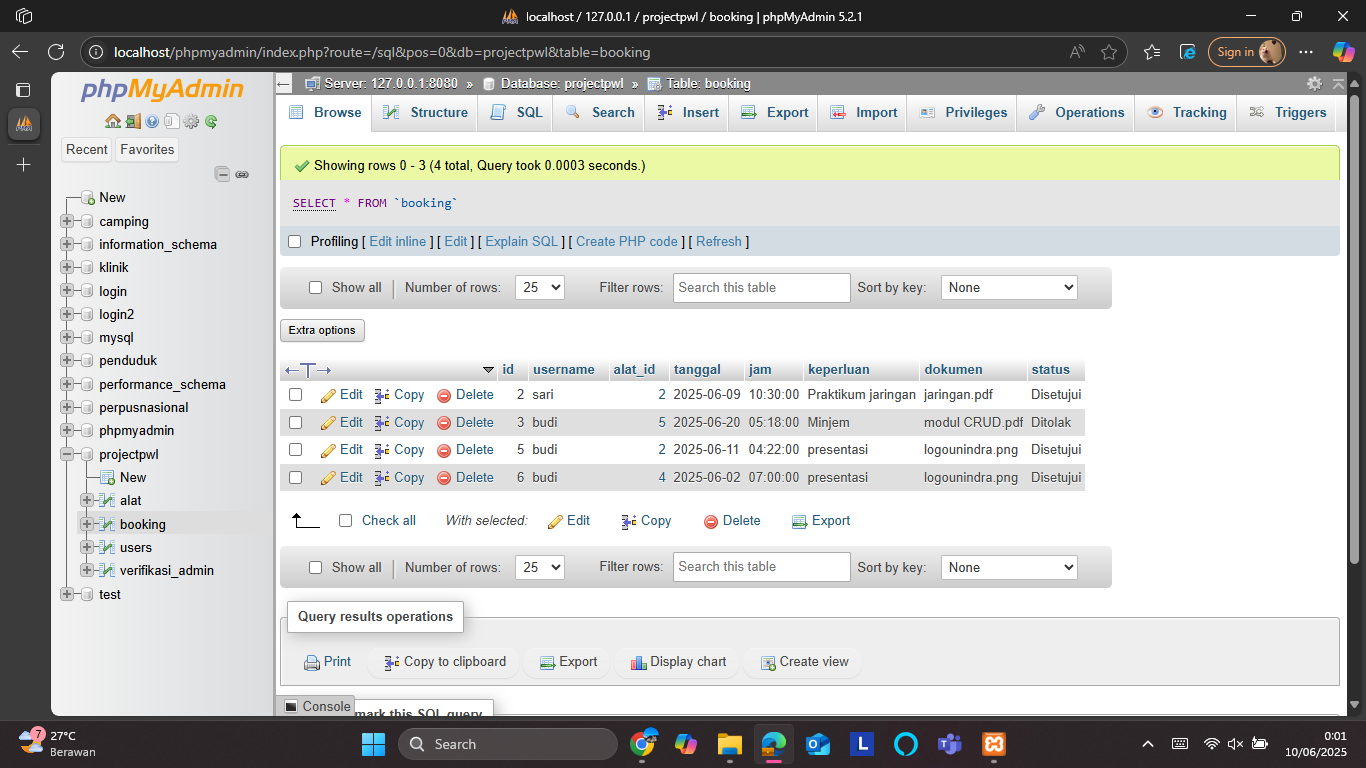 localhost / 127.0.0.1 / projectpwl / booking | phpMyAdmin 5.2.1
localhost/phpmyadmin/index.php?route=/sql&pos=0&db=projectpwl&table=booking
Sign in
phpMyAdmin
Recent Favorites
New
camping
information_schema
klinik
login
login2
mysql
penduduk
performance_schema
perpusnasional
phpmyadmin
projectpwl
New
alat
booking
users
verifikasi_admin
test
Server: 127.0.0.1:8080 » Database: projectpwl » Table: booking
Browse Structure SQL Search Insert Export Import Privileges Operations Tracking Triggers
Showing rows 0 - 3 (4 total, Query took 0.0003 seconds.)
SELECT * FROM `booking`
Profiling [ Edit inline ] [ Edit ] [ Explain SQL ] [ Create PHP code ] [ Refresh ]
Show all | Number of rows: 25 Filter rows: Search this table Sort by key: None
Extra options
←T→ id username alat_id tanggal jam keperluan dokumen status
Edit Copy Delete 2 sari 2 2025-06-09 10:30:00 Praktikum jaringan jaringan.pdf Disetujui
Edit Copy Delete 3 budi 5 2025-06-20 05:18:00 Minjem modul CRUD.pdf Ditolak
Edit Copy Delete 5 budi 2 2025-06-11 04:22:00 presentasi logounindra.png Disetujui
Edit Copy Delete 6 budi 4 2025-06-02 07:00:00 presentasi logounindra.png Disetujui
Check all With selected: Edit Copy Delete Export
Show all | Number of rows: 25 Filter rows: Search this table Sort by key: None
Query results operations
Print Copy to clipboard Export Display chart Create view
Console
mark this SQL query
7
27°C
Berawan
Search
L
0:01
10/06/2025